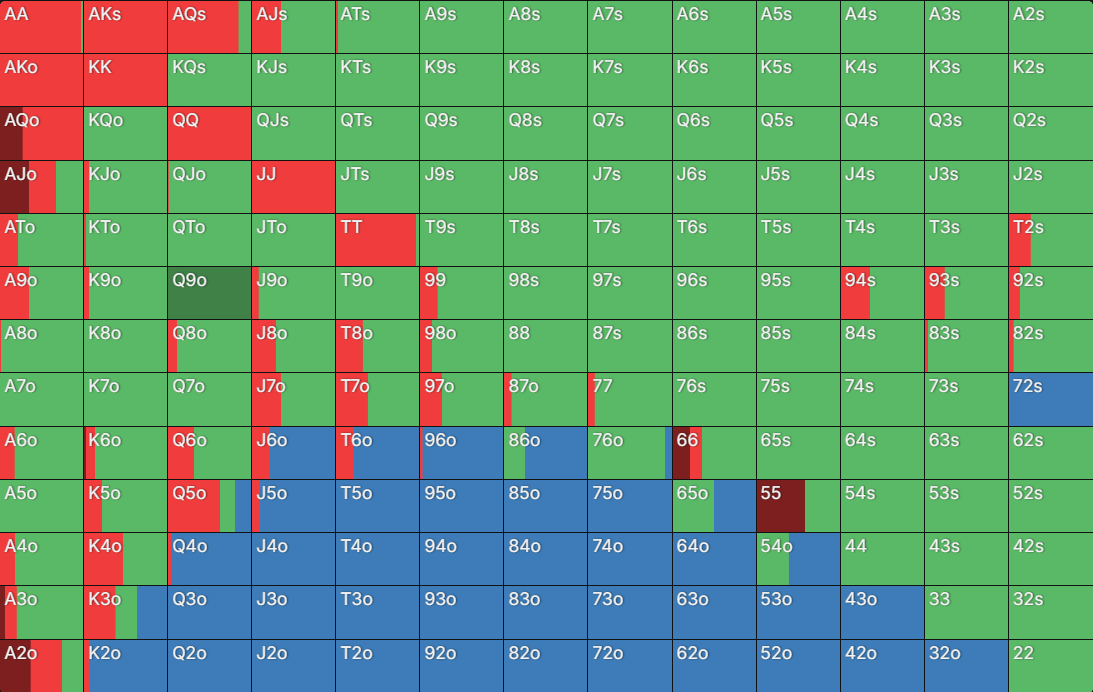 AA AKs AQs AJs ATs A9s A8s A7s A6s A5s A4s A3s A2s
AKo KK KQs KJs KTs K9s K8s K7s K6s K5s K4s K3s K2s
AQo KQo QQ QJs QTs Q9s Q8s Q7s Q6s Q5s Q4s Q3s Q2s
AJo KJo QJo JJ JTs J9s J8s J7s J6s J5s J4s J3s J2s
ATo KTo QTo JTo TT T9s T8s T7s T6s T5s T4s T3s T2s
A9o K9o Q9o J9o T9o 99 98s 97s 96s 95s 94s 93s 92s
A8o K8o Q8o J8o T8o 98o 88 87s 86s 85s 84s 83s 82s
A7o K7o Q7o J7o T7o 97o 87o 77 76s 75s 74s 73s 72s
A6o K6o Q6o J6o T6o 96o 86o 76o 66 65s 64s 63s 62s
A5o K5o Q5o J5o T5o 95o 85o 75o 65o 55 54s 53s 52s
A4o K4o Q4o J4o T4o 94o 84o 74o 64o 54o 44 43s 42s
A3o K3o Q3o J3o T3o 93o 83o 73o 63o 53o 43o 33 32s
A2o K2o Q2o J2o T2o 92o 82o 72o 62o 52o 42o 32o 22